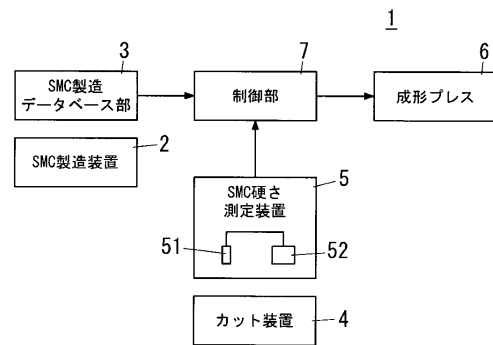 1
3
7
6
SMC製造
データベース部
制御部
成形プレス
2
SMC製造装置
5
SMC硬さ
測定装置
51
52
カット装置
4